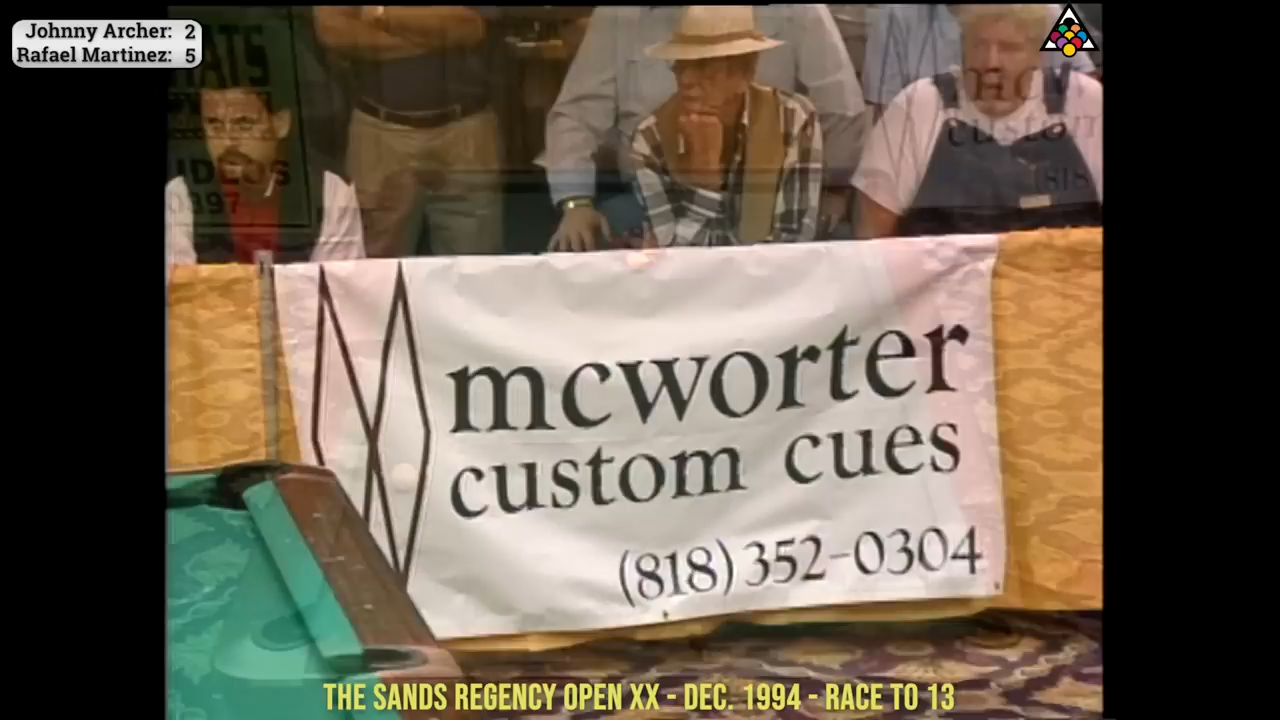 Johnny Archer: 2
Rafael Martinez: 5
mcworter
custom cues
(818) 352-0304
THE SANDS REGENCY OPEN XX - DEC. 1994 - RACE TO 13